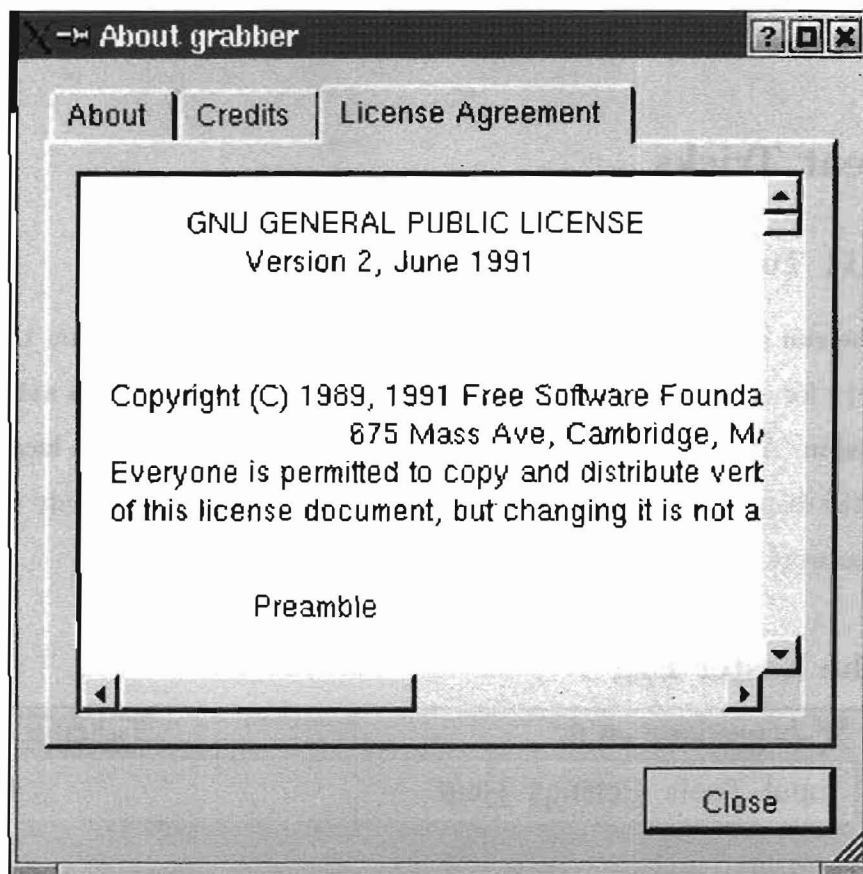 About grabber
About
Credits
License Agreement
GNU GENERAL PUBLIC LICENSE
Version 2, June 1991
Copyright (C) 1989, 1991 Free Software Founda
675 Mass Ave, Cambridge, MA
Everyone is permitted to copy and distribute verb
of this license document, but changing it is not a
Preamble
Close